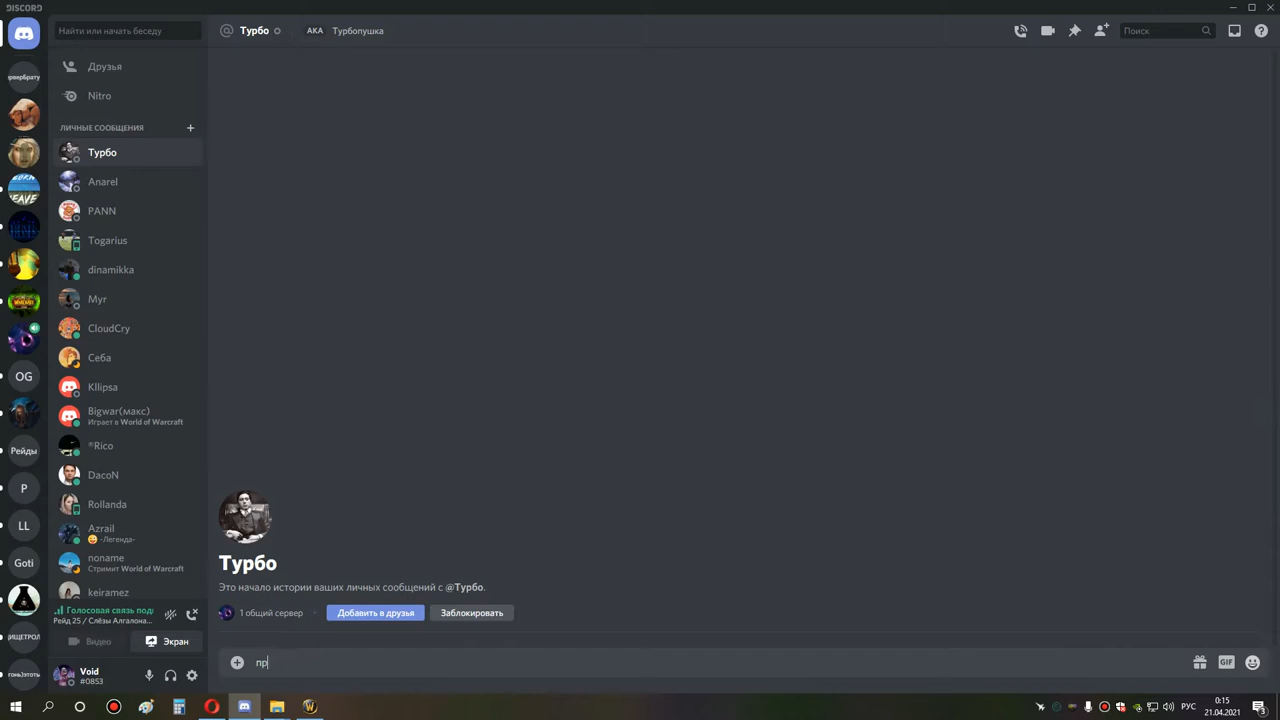 DISCORD
Найти или начать беседу
@ Турбо
AKA Турбопушка
Поиск
Друзья
Nitro
ЛИЧНЫЕ СООБЩЕНИЯ
Турбо
Anarel
PANN
Togarius
dinamikka
Myr
CloudCry
Себа
Kllipsa
Bigwar(макс)
Играет в World of Warcraft
®Rico
DacoN
Rollanda
Azrail
-Легенда-
noname
Стримит World of Warcraft
keiramez
OG
Рейды
P
LL
Goti
Голосовая связь под
Рейд 25 / Слёзы Алгалона...
Видео
Экран
Void
#0853
Турбо
Это начало истории ваших личных сообщений с @Турбо.
1 общий сервер
Добавить в друзья
Заблокировать
пр
GIF
РУС
0:15
21.04.2021
3